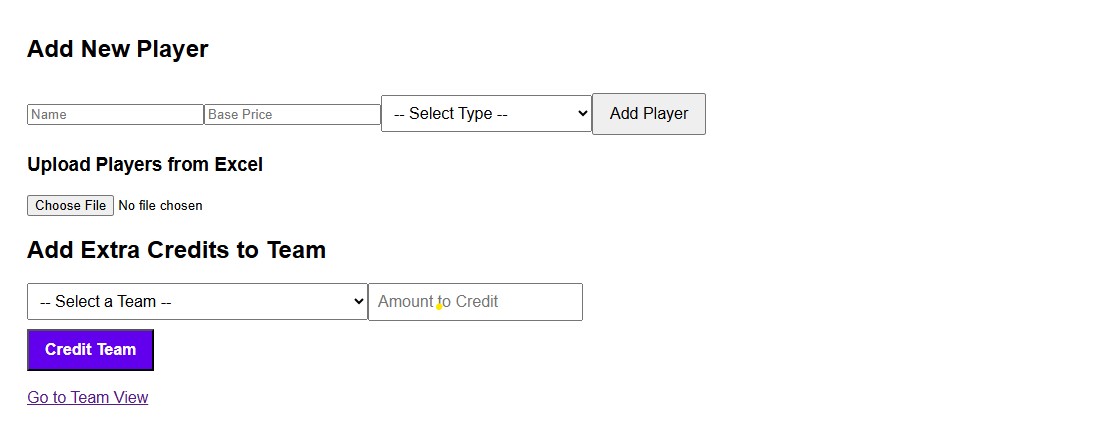 Add New Player
Name Base Price -- Select Type -- Add Player
Upload Players from Excel
Choose File No file chosen
Add Extra Credits to Team
-- Select a Team -- Amount to Credit
Credit Team
Go to Team View